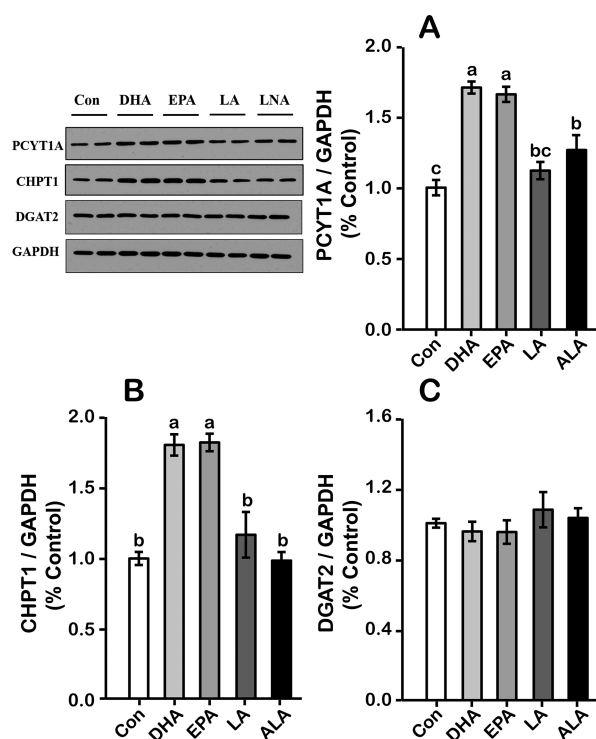 Con DHA EPA LA LNA
PCYT1A
CHPT1
DGAT2
GAPDH
A
PCYT1A / GAPDH
(% Control)
2.0
1.5
1.0
0.5
0.0
c
a
a
bc
b
Con DHA EPA LA ALA
B
CHPT1 / GAPDH
(% Control)
2.0
1.5
1.0
0.5
0.0
b
a
a
b
b
Con DHA EPA LA ALA
C
DGAT2 / GAPDH
(% Control)
1.6
1.2
0.8
0.4
0.0
Con DHA EPA LA ALA